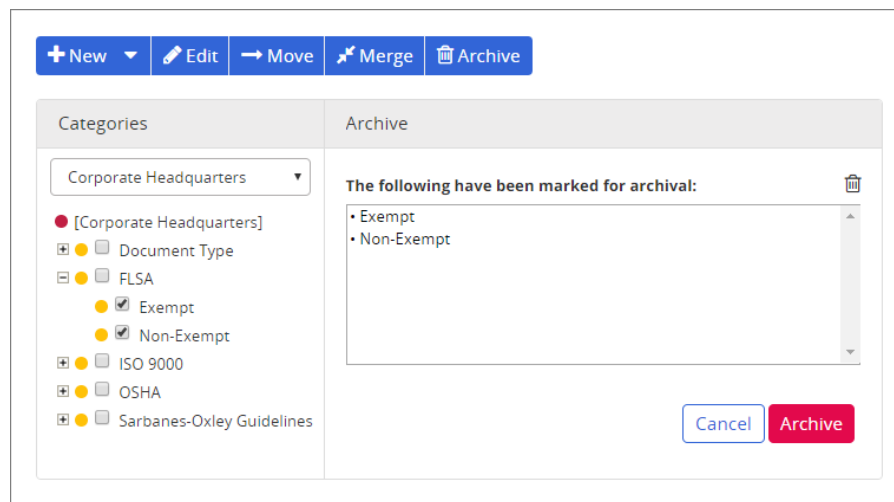 New Edit Move Merge Archive
Categories
Archive
Corporate Headquarters
The following have been marked for archival:
• Exempt
• Non-Exempt
[Corporate Headquarters]
Document Type
FLSA
Exempt
Non-Exempt
ISO 9000
OSHA
Sarbanes-Oxley Guidelines
Cancel Archive